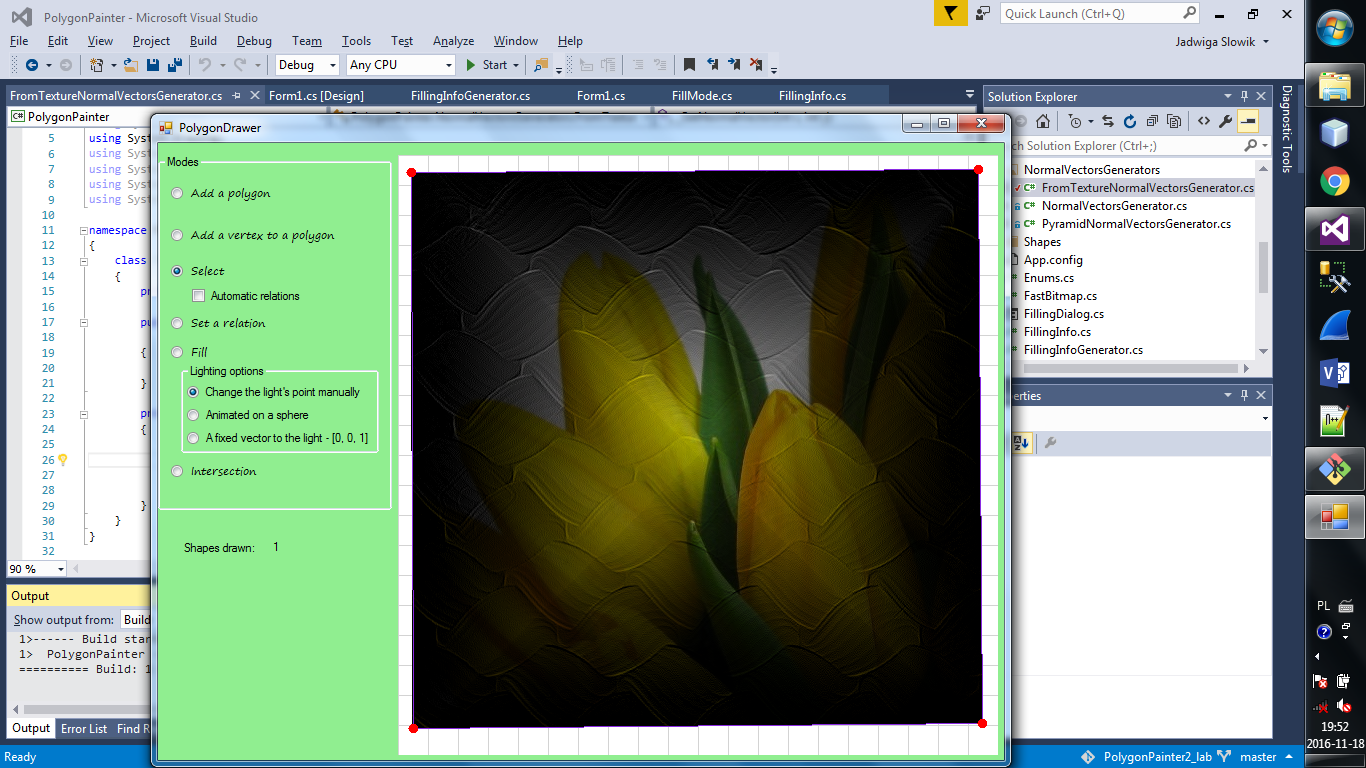 PolygonPainter - Microsoft Visual Studio
Quick Launch (Ctrl+Q)
File Edit View Project Build Debug Team Tools Test Analyze Window Help
Jadwiga Slowik
Debug Any CPU Start
FromTextureNormalVectorsGenerator.cs Form1.cs [Design] FillingInfoGenerator.cs Form1.cs FillMode.cs FillingInfo.cs
PolygonPainter
5 using Syst
6 using Syst
7 using Syst
8 using Syst
9 using Syst
10
11 namespace
12 {
13 class
14 {
15 pr
16
17 pu
18
19 {
20
21 }
22
23 pr
24 {
25
26
27
28
29 }
30 }
31 }
32
90 %
Output
Show output from: Build
1>------ Build star
1> PolygonPainter
========== Build: 1
Output Error List Find R
Ready
PolygonDrawer
Modes
Add a polygon
Add a vertex to a polygon
Select
Automatic relations
Set a relation
Fill
Lighting options
Change the light's point manually
Animated on a sphere
A fixed vector to the light - [0, 0, 1]
Intersection
Shapes drawn: 1
Solution Explorer
ch Solution Explorer (Ctrl+;)
NormalVectorsGenerators
C# FromTextureNormalVectorsGenerator.cs
C# NormalVectorsGenerator.cs
C# PyramidNormalVectorsGenerator.cs
Shapes
App.config
Enums.cs
FastBitmap.cs
FillingDialog.cs
FillingInfo.cs
FillingInfoGenerator.cs
erties
Diagnostic Tools
PolygonPainter2_lab master
PL
19:52
2016-11-18